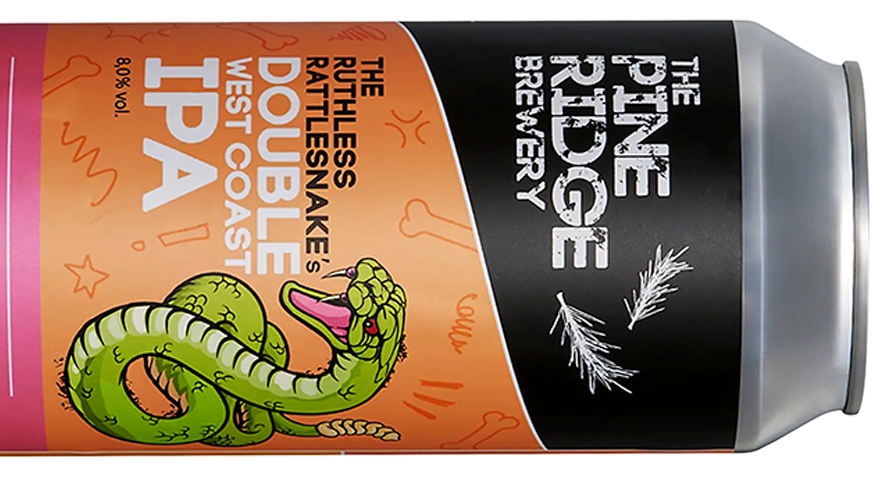 THE
PINE
RIDGE
BREWERY
THE
RUTHLESS
RATTLESNAKE's
DOUBLE
WEST COAST
IPA
8,0% vol.